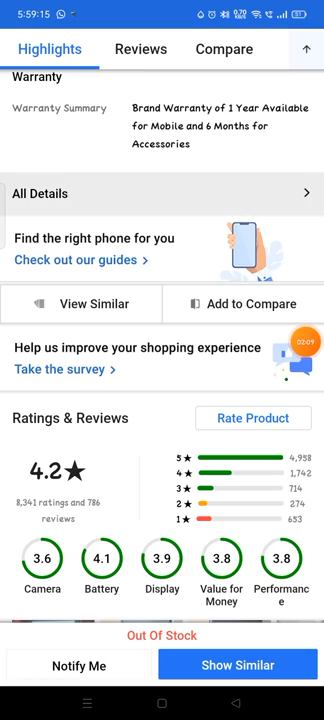 5:59:15
0.70
KB/S
51
Highlights
Reviews
Compare
Warranty
Warranty Summary
Brand Warranty of 1 Year Available
for Mobile and 6 Months for
Accessories
All Details
Find the right phone for you
Check out our guides
View Similar
Add to Compare
Help us improve your shopping experience
02:09
Take the survey
Ratings & Reviews
Rate Product
4.2★
8,341 ratings and 786
reviews
5★ 4,958
4★ 1,742
3★ 714
2★ 274
1★ 653
3.6
4.1
3.9
3.8
3.8
Camera
Battery
Display
Value for
Money
Performanc
e
Out Of Stock
Notify Me
Show Similar